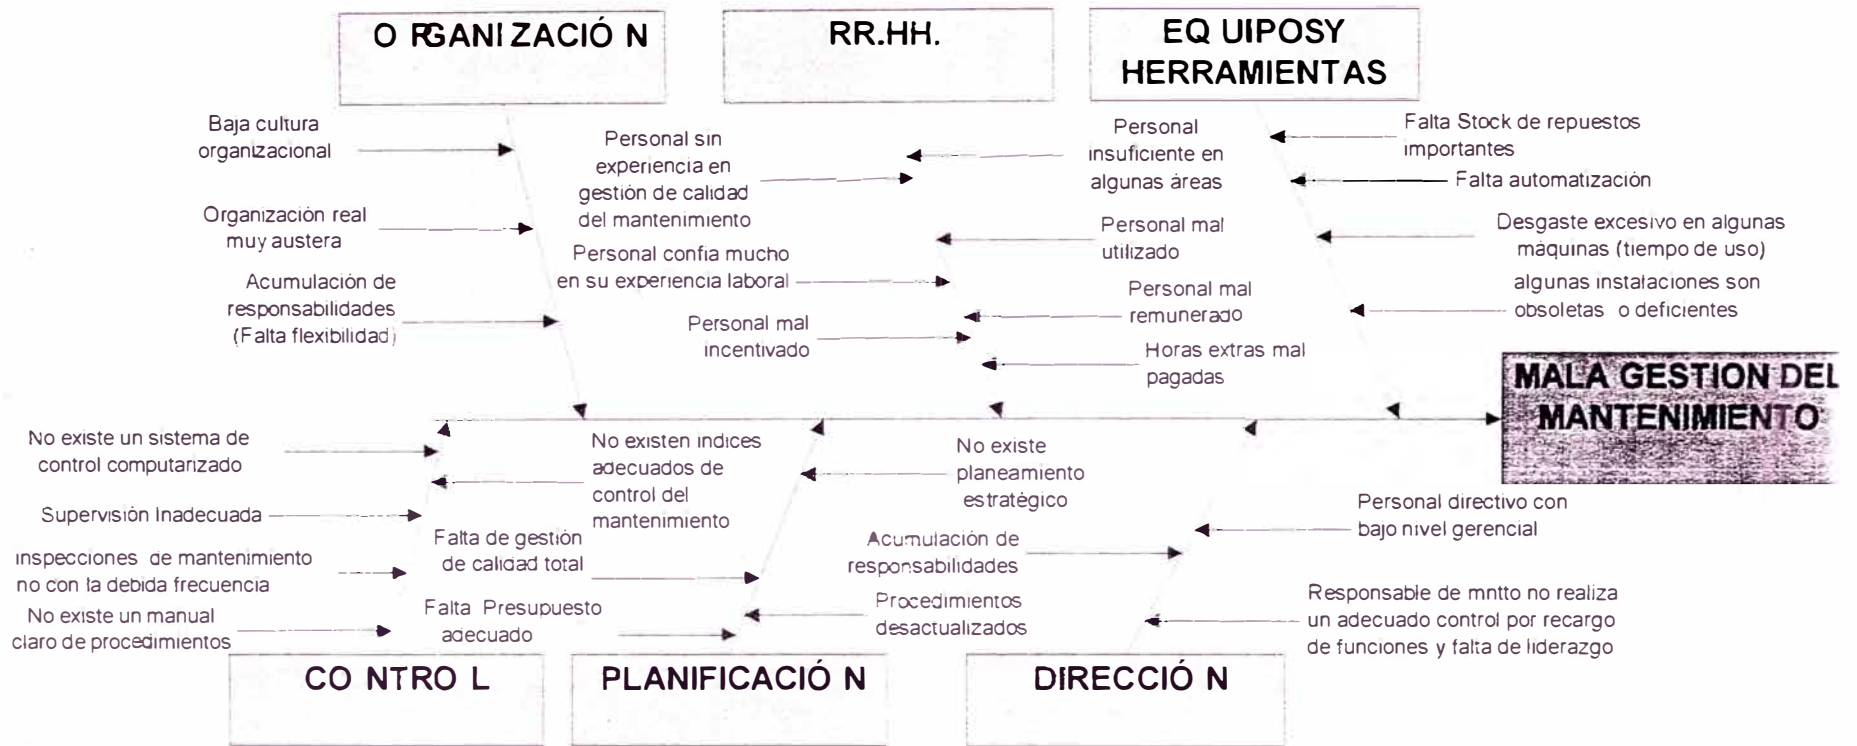 O RGANIZACIÓ N
RR.HH.
EQ UIPOSY
HERRAMIENTAS
Baja cultura
organizacional
Organización real
muy austera
Acumulación de
responsabilidades
(Falta flexibilidad)
Personal sin
experiencia en
gestión de calidad
del mantenimiento
Personal confia mucho
en su experiencia laboral
Personal mal
incentivado
Personal
insuficiente en
algunas áreas
Personal mal
utilizado
Personal mal
remunerado
Horas extras mal
pagadas
Falta Stock de repuestos
importantes
Falta automatización
Desgaste excesivo en algunas
máquinas (tiempo de uso)
algunas instalaciones son
obsoletas o deficientes
MALA GESTION DEL
MANTENIMIENTO
No existe un sistema de
control computarizado
Supervisión Inadecuada
inspecciones de mantenimiento
no con la debida frecuencia
No existe un manual
claro de procedimientos
No existen indices
adecuados de
control del
mantenimiento
Falta de gestión
de calidad total
Falta Presupuesto
adecuado
No existe
planeamiento
estratégico
Procedimientos
desactualizados
Acumulación de
responsabilidades
Personal directivo con
bajo nivel gerencial
Responsable de mntto no realiza
un adecuado control por recargo
de funciones y falta de liderazgo
CO NTRO L
PLANIFICACIÓ N
DIRECCIÓ N